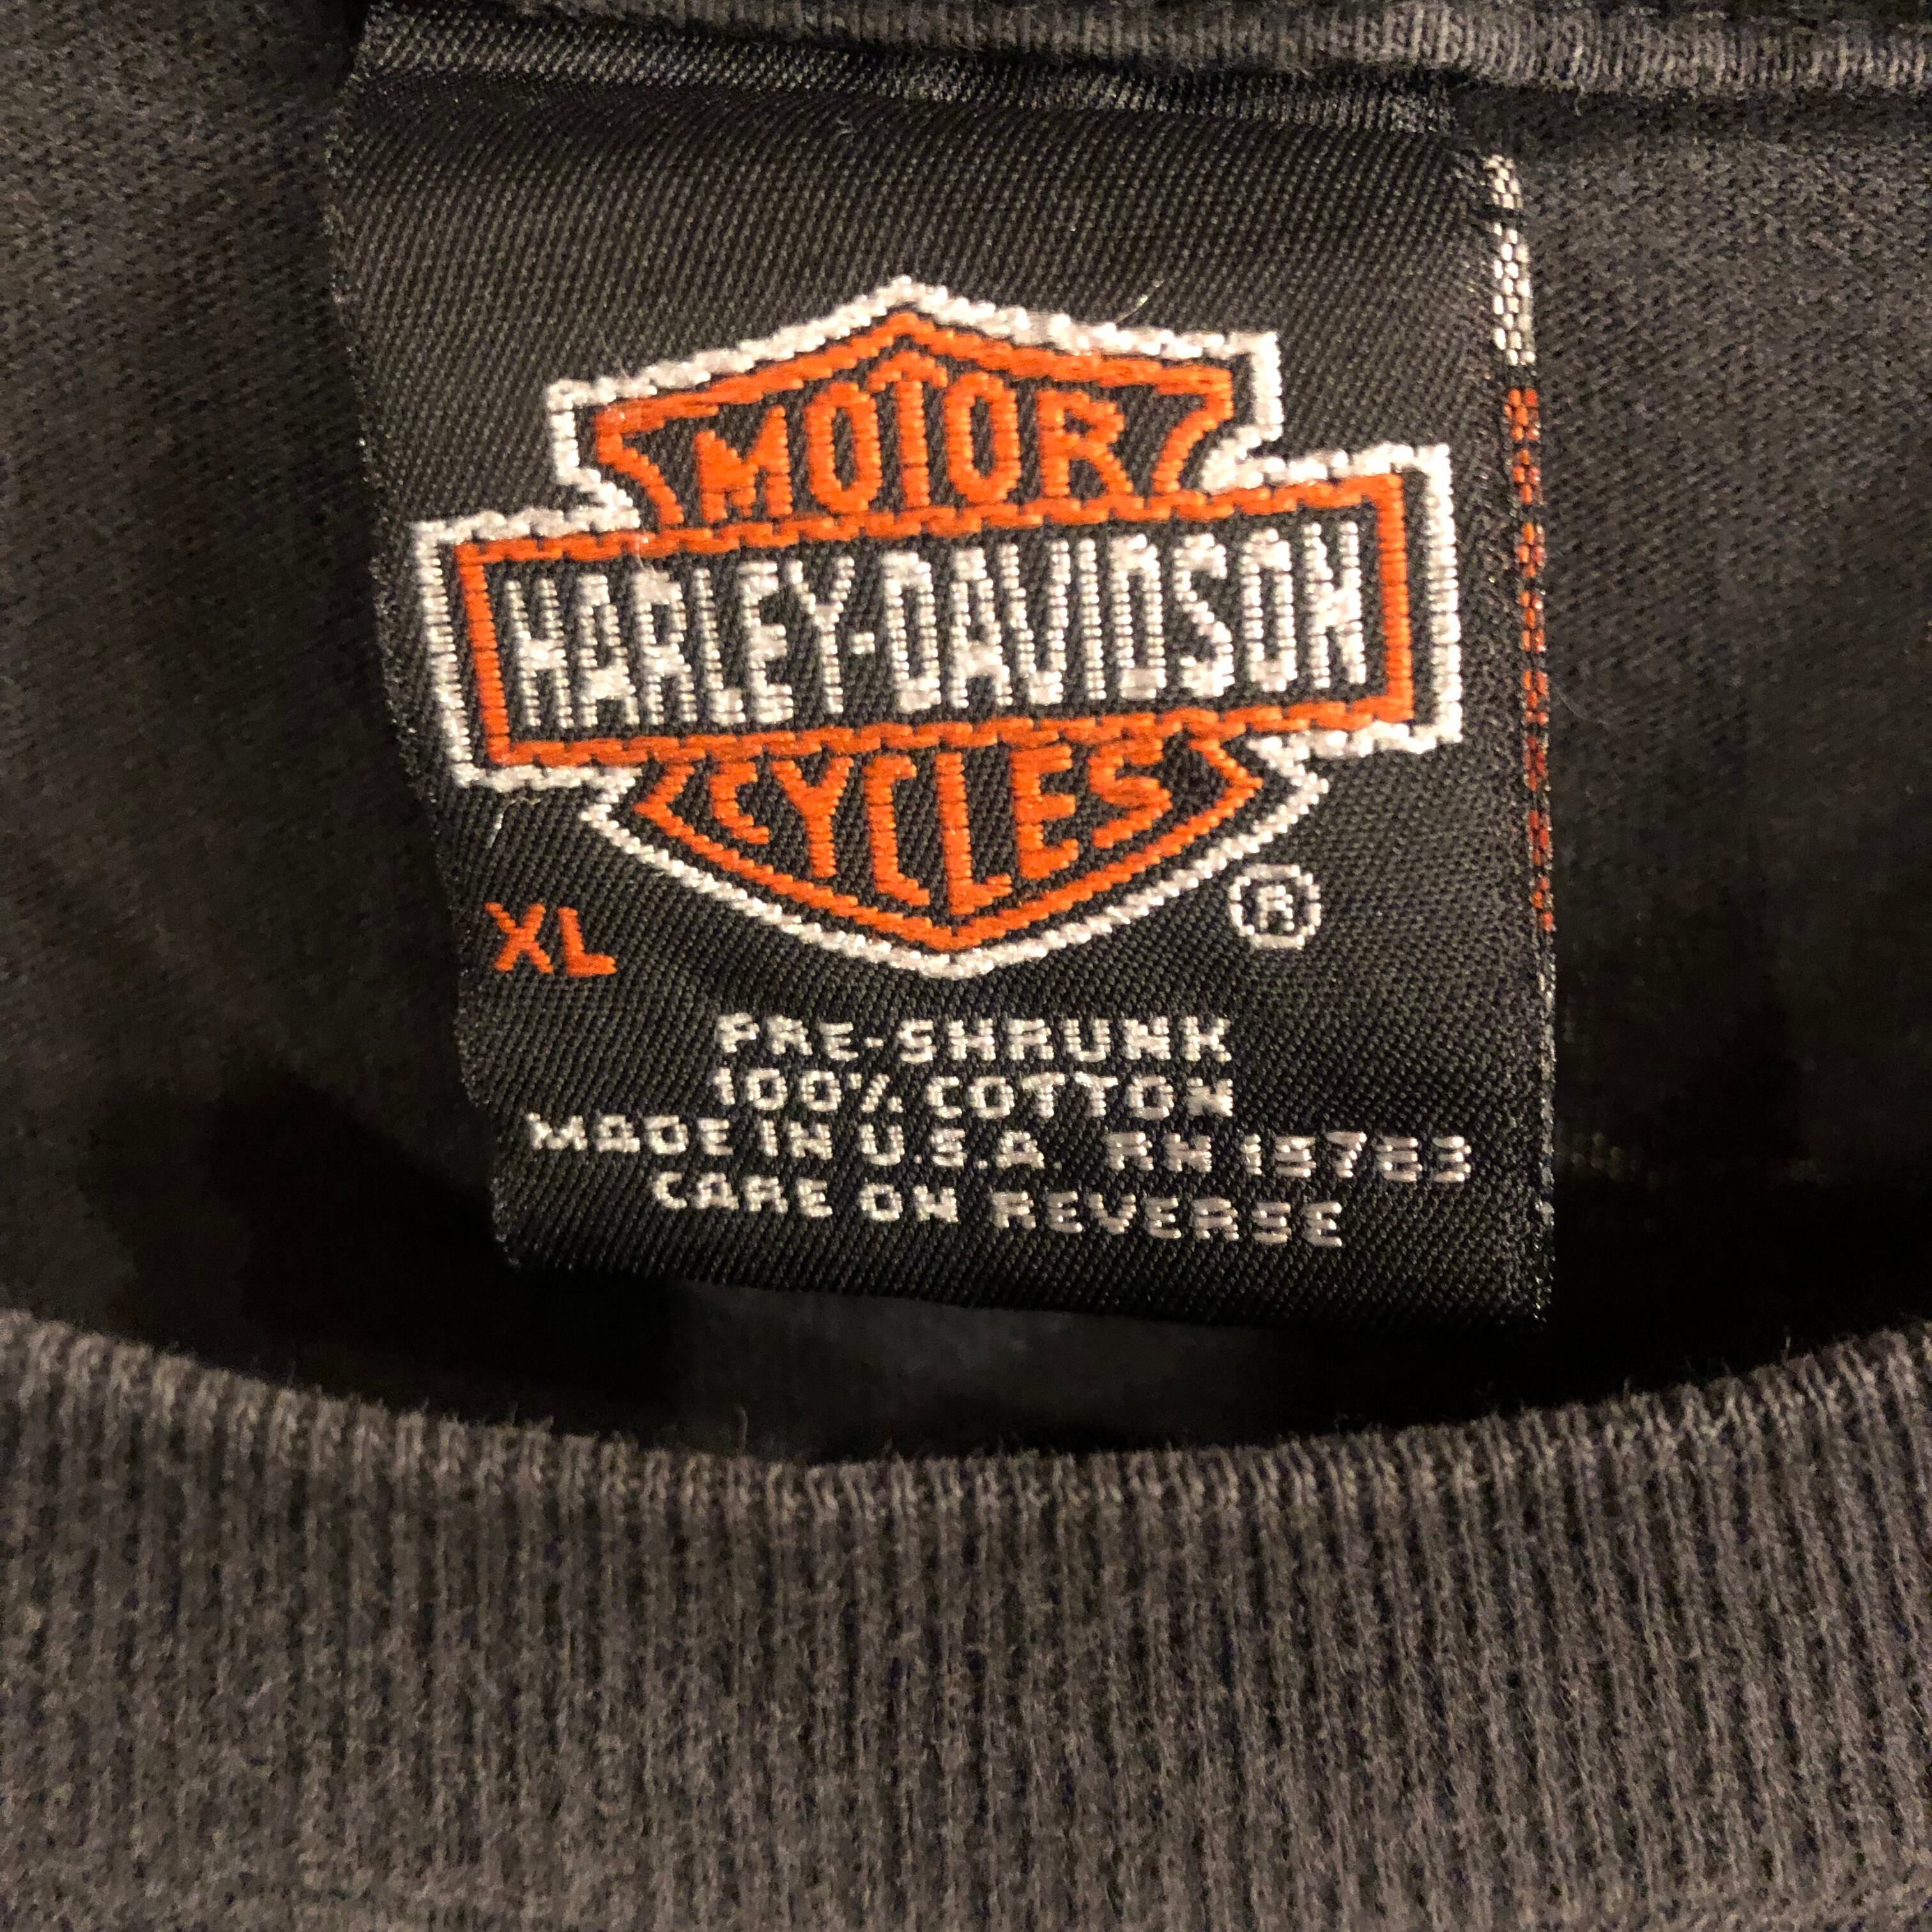 MOTOR
HARLEY-DAVIDSON
CYCLES
®
XL
PRE-SHRUNK
100% COTTON
MADE IN U.S.A. RN 15763
CARE ON REVERSE